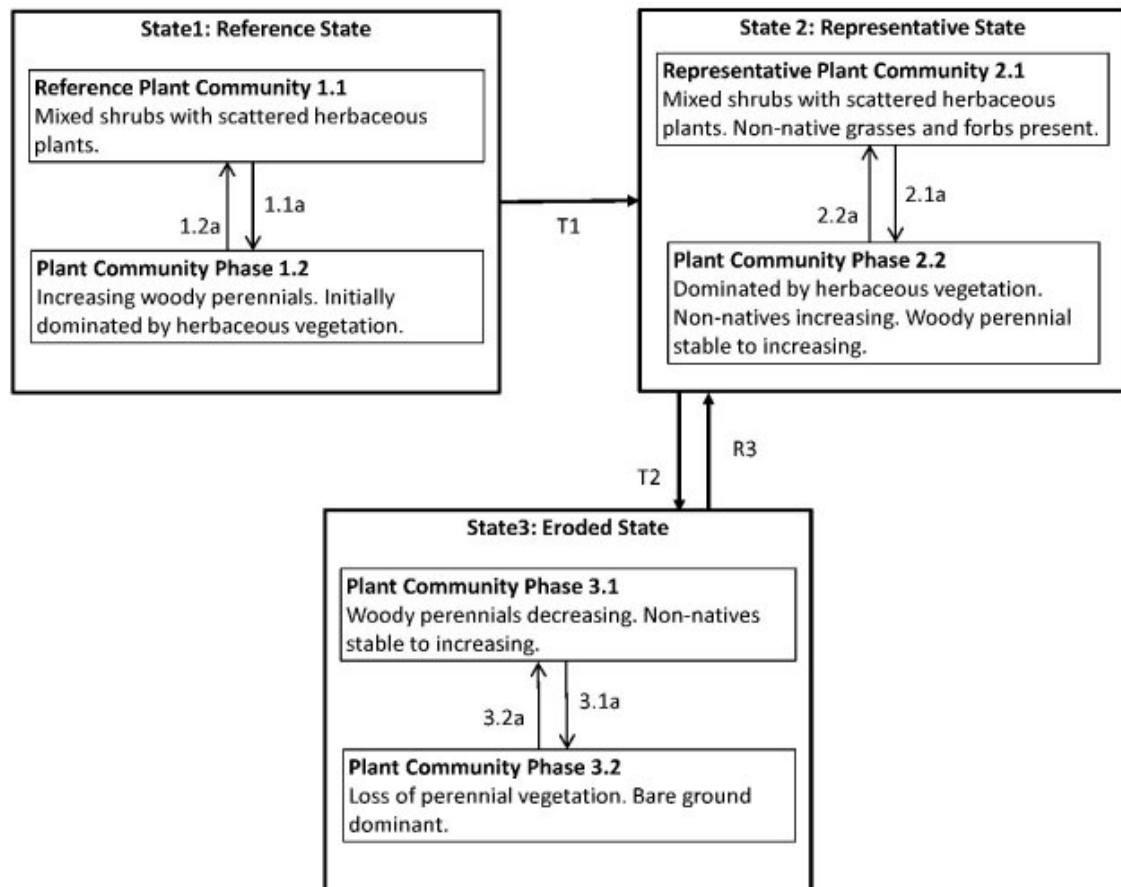 State1: Reference State
Reference Plant Community 1.1
Mixed shrubs with scattered herbaceous
plants.
1.2a
1.1a
Plant Community Phase 1.2
Increasing woody perennials. Initially
dominated by herbaceous vegetation.
T1
State 2: Representative State
Representative Plant Community 2.1
Mixed shrubs with scattered herbaceous
plants. Non-native grasses and forbs present.
2.2a
2.1a
Plant Community Phase 2.2
Dominated by herbaceous vegetation.
Non-natives increasing. Woody perennial
stable to increasing.
T2
R3
State3: Eroded State
Plant Community Phase 3.1
Woody perennials decreasing. Non-natives
stable to increasing.
3.2a
3.1a
Plant Community Phase 3.2
Loss of perennial vegetation. Bare ground
dominant.